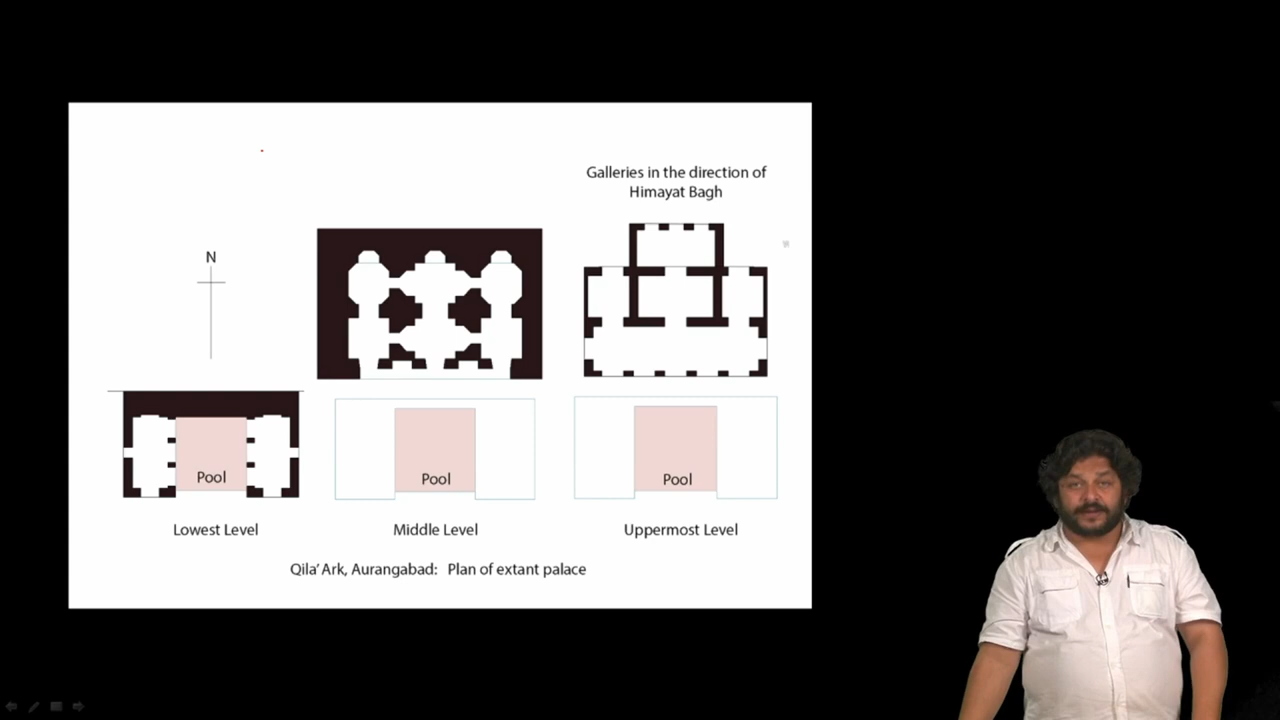 Galleries in the direction of
Himayat Bagh
N
Pool
Pool
Pool
Lowest Level
Middle Level
Uppermost Level
Qila' Ark, Aurangabad: Plan of extant palace